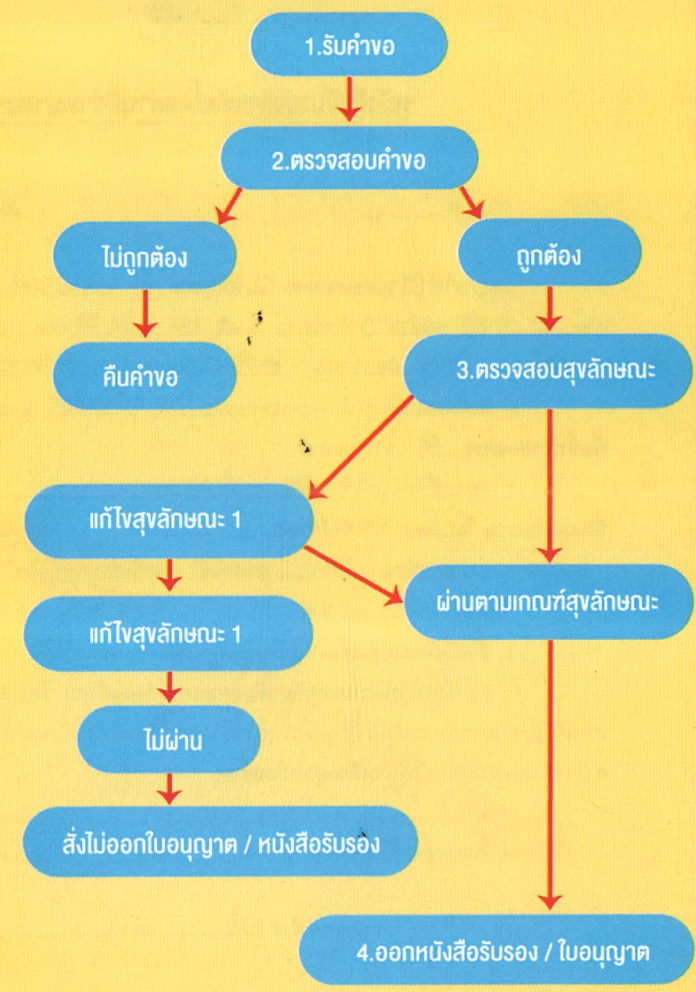 1.รับคำขอ
2.ตรวจสอบคำขอ
ไม่ถูกต้อง
ถูกต้อง
คืนคำขอ
3.ตรวจสอบสุขลักษณะ
แก้ไขสุขลักษณะ 1
ผ่านตามเกณฑ์สุขลักษณะ
แก้ไขสุขลักษณะ 1
ไม่ผ่าน
สั่งไม่ออกใบอนุญาต / หนังสือรับรอง
4.ออกหนังสือรับรอง / ใบอนุญาต